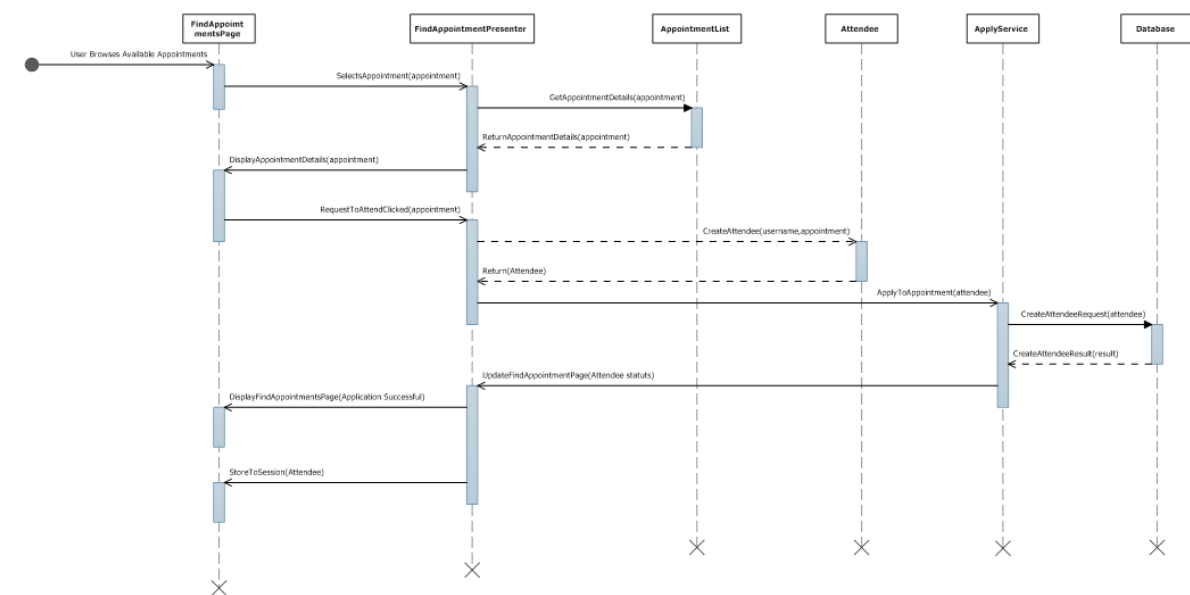 FindAppoimt
mentsPage
FindAppointmentPresenter
AppointmentList
Attendee
ApplyService
Database
User Browses Available Appointments
SelectsAppointment(appointment)
GetAppointmentDetails(appointment)
ReturnAppointmentDetails(appointment)
DisplayAppointmentDetails(appointment)
RequestToAttendClicked(appointment)
CreateAttendee(username,appointment)
Return(Attendee)
ApplyToAppointment(attendee)
CreateAttendeeRequest(attendee)
CreateAttendeeResult(result)
UpdateFindAppointmentPage(Attendee statuts)
DisplayFindAppointmentsPage(Application Successful)
StoreToSession(Attendee)